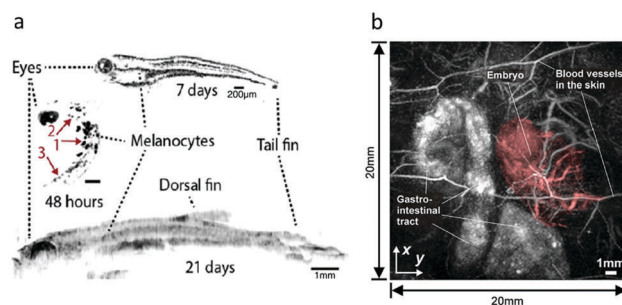 a
Eyes
7 days
200μm
2
1
3
Melanocytes
Tail fin
48 hours
Dorsal fin
21 days
1mm
b
20mm
Embryo
Blood vessels
in the skin
Gastro-
intestinal
tract
x
y
1mm
20mm